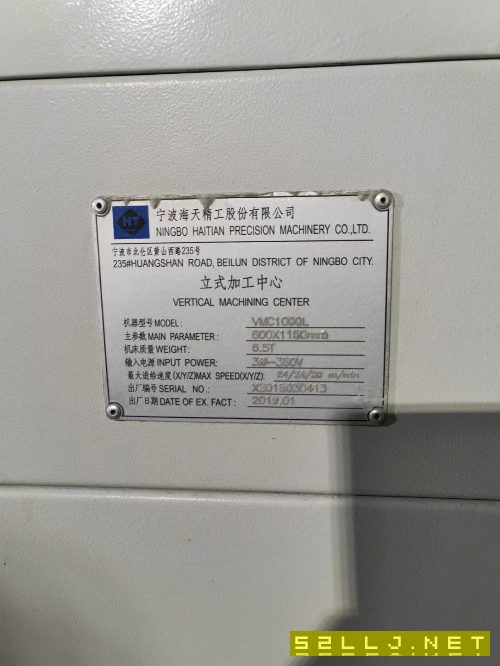 HT
宁波海天精工股份有限公司
NINGBO HAITIAN PRECISION MACHINERY CO.,LTD.
宁波市北仑区黄山西路235号
235#HUANGSHAN ROAD, BEILUN DISTRICT OF NINGBO CITY.
立式加工中心
VERTICAL MACHINING CENTER
机器型号 MODEL: VMC1000L
主参数 MAIN PARAMETER: 600X1150mm
机床质量 WEIGHT: 6.5T
输入电源 INPUT POWER: 3Ø-380V
最大进给速度(X/Y/Z)MAX SPEED(X/Y/Z): 24/24/20 m/min
出厂编号 SERIAL NO.:
出厂日期 DATE OF EX. FACT: 2019.01
52LLJ.NET